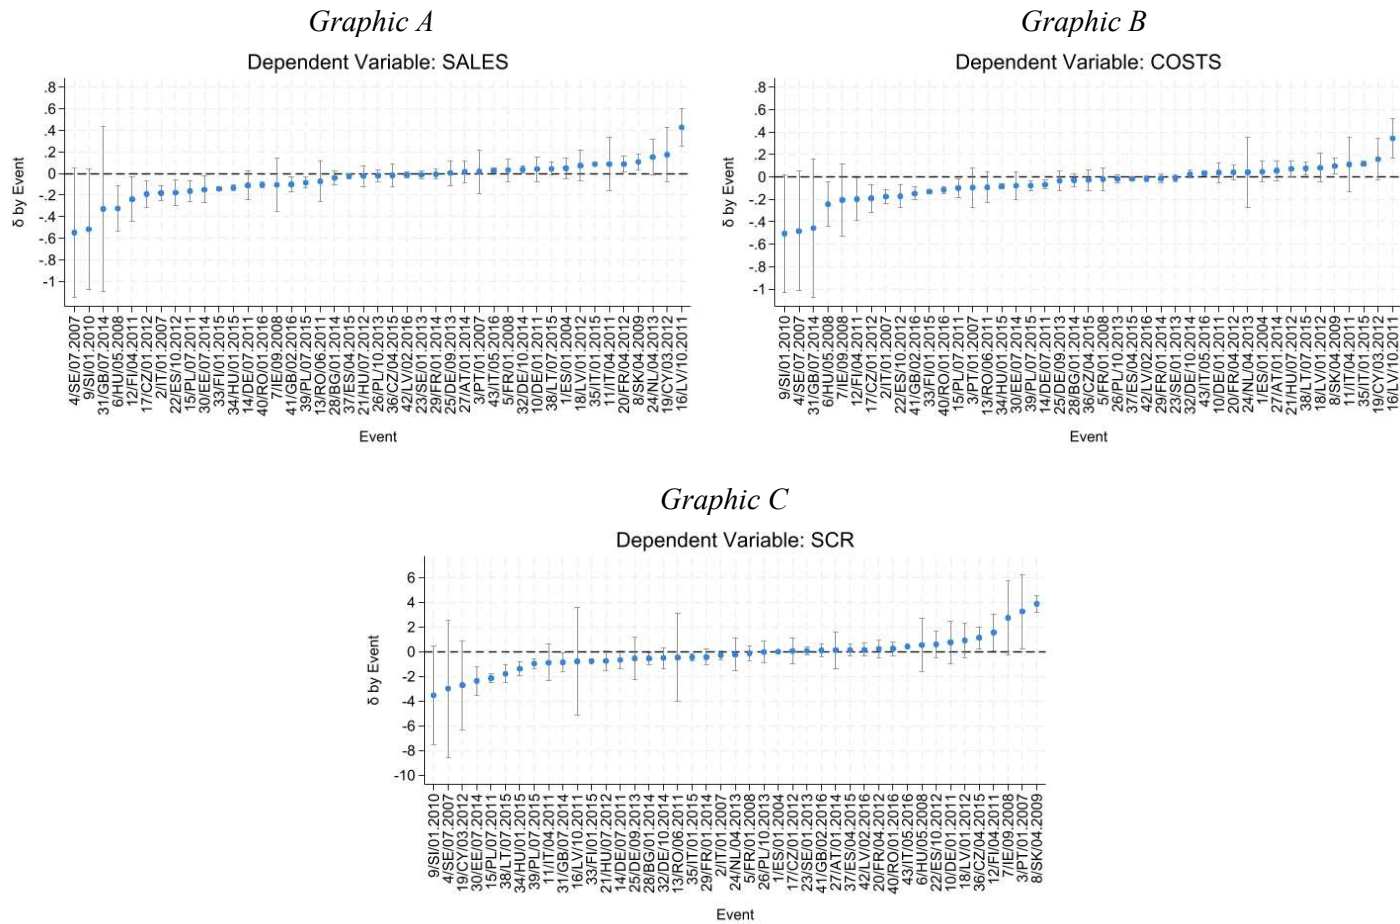 Graphic A
Dependent Variable: SALES
.8
.6
.4
.2
0
-.2
-.4
-.6
-.8
-1
δ by Event
4/SE/07.2007
9/SI/01.2010
31/GB/07.2014
6/HU/05.2008
12/FI/04.2011
17/CZ/01.2012
2/IT/01.2007
22/ES/10.2012
15/PL/07.2011
30/EE/07.2014
33/FI/01.2015
34/HU/01.2015
14/DE/07.2011
40/RO/01.2016
7/IE/09.2008
41/GB/02.2016
39/PL/07.2015
13/RO/06.2011
28/BG/01.2014
37/ES/04.2015
21/HU/07.2012
26/PL/10.2013
36/CZ/04.2015
42/LV/02.2016
23/SE/01.2013
29/FR/01.2014
25/DE/09.2013
27/AT/01.2014
3/PT/01.2007
43/IT/05.2016
5/FR/01.2008
32/DE/10.2014
10/DE/01.2011
38/LT/07.2015
1/ES/01.2004
18/LV/01.2012
35/IT/01.2015
11/IT/04.2011
20/FR/04.2012
8/SK/04.2009
24/NL/04.2013
19/CY/03.2012
16/LV/10.2011
Event
Graphic B
Dependent Variable: COSTS
.8
.6
.4
.2
0
-.2
-.4
-.6
-.8
-1
δ by Event
9/SI/01.2010
4/SE/07.2007
31/GB/07.2014
6/HU/05.2008
7/IE/09.2008
12/FI/04.2011
17/CZ/01.2012
2/IT/01.2007
22/ES/10.2012
41/GB/02.2016
33/FI/01.2015
40/RO/01.2016
15/PL/07.2011
3/PT/01.2007
13/RO/06.2011
34/HU/01.2015
30/EE/07.2014
39/PL/07.2015
14/DE/07.2011
25/DE/09.2013
28/BG/01.2014
36/CZ/04.2015
5/FR/01.2008
26/PL/10.2013
37/ES/04.2015
42/LV/02.2016
29/FR/01.2014
23/SE/01.2013
32/DE/10.2014
43/IT/05.2016
10/DE/01.2011
20/FR/04.2012
24/NL/04.2013
1/ES/01.2004
27/AT/01.2014
21/HU/07.2012
38/LT/07.2015
18/LV/01.2012
8/SK/04.2009
11/IT/04.2011
35/IT/01.2015
19/CY/03.2012
16/LV/10.2011
Event
Graphic C
Dependent Variable: SCR
6
4
2
0
-2
-4
-6
-8
-10
δ by Event
9/SI/01.2010
4/SE/07.2007
19/CY/03.2012
30/EE/07.2014
15/PL/07.2011
38/LT/07.2015
34/HU/01.2015
39/PL/07.2015
11/IT/04.2011
31/GB/07.2014
16/LV/10.2011
33/FI/01.2015
21/HU/07.2012
14/DE/07.2011
25/DE/09.2013
28/BG/01.2014
32/DE/10.2014
13/RO/06.2011
35/IT/01.2015
29/FR/01.2014
2/IT/01.2007
24/NL/04.2013
5/FR/01.2008
26/PL/10.2013
1/ES/01.2004
17/CZ/01.2012
23/SE/01.2013
41/GB/02.2016
27/AT/01.2014
37/ES/04.2015
42/LV/02.2016
20/FR/04.2012
40/RO/01.2016
43/IT/05.2016
6/HU/05.2008
22/ES/10.2012
10/DE/01.2011
18/LV/01.2012
36/CZ/04.2015
12/FI/04.2011
7/IE/09.2008
3/PT/01.2007
8/SK/04.2009
Event